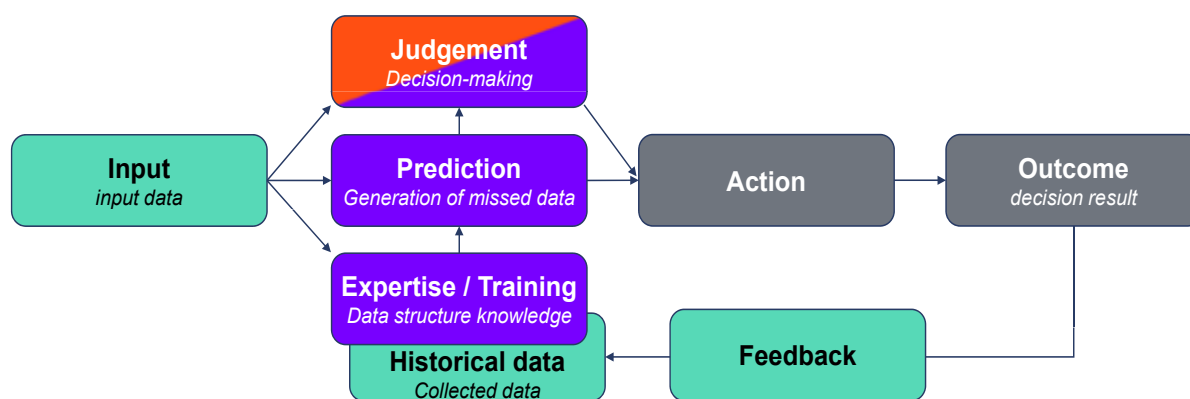 Judgement
Decision-making
Input
input data
Prediction
Generation of missed data
Action
Outcome
decision result
Expertise / Training
Data structure knowledge
Historical data
Collected data
Feedback